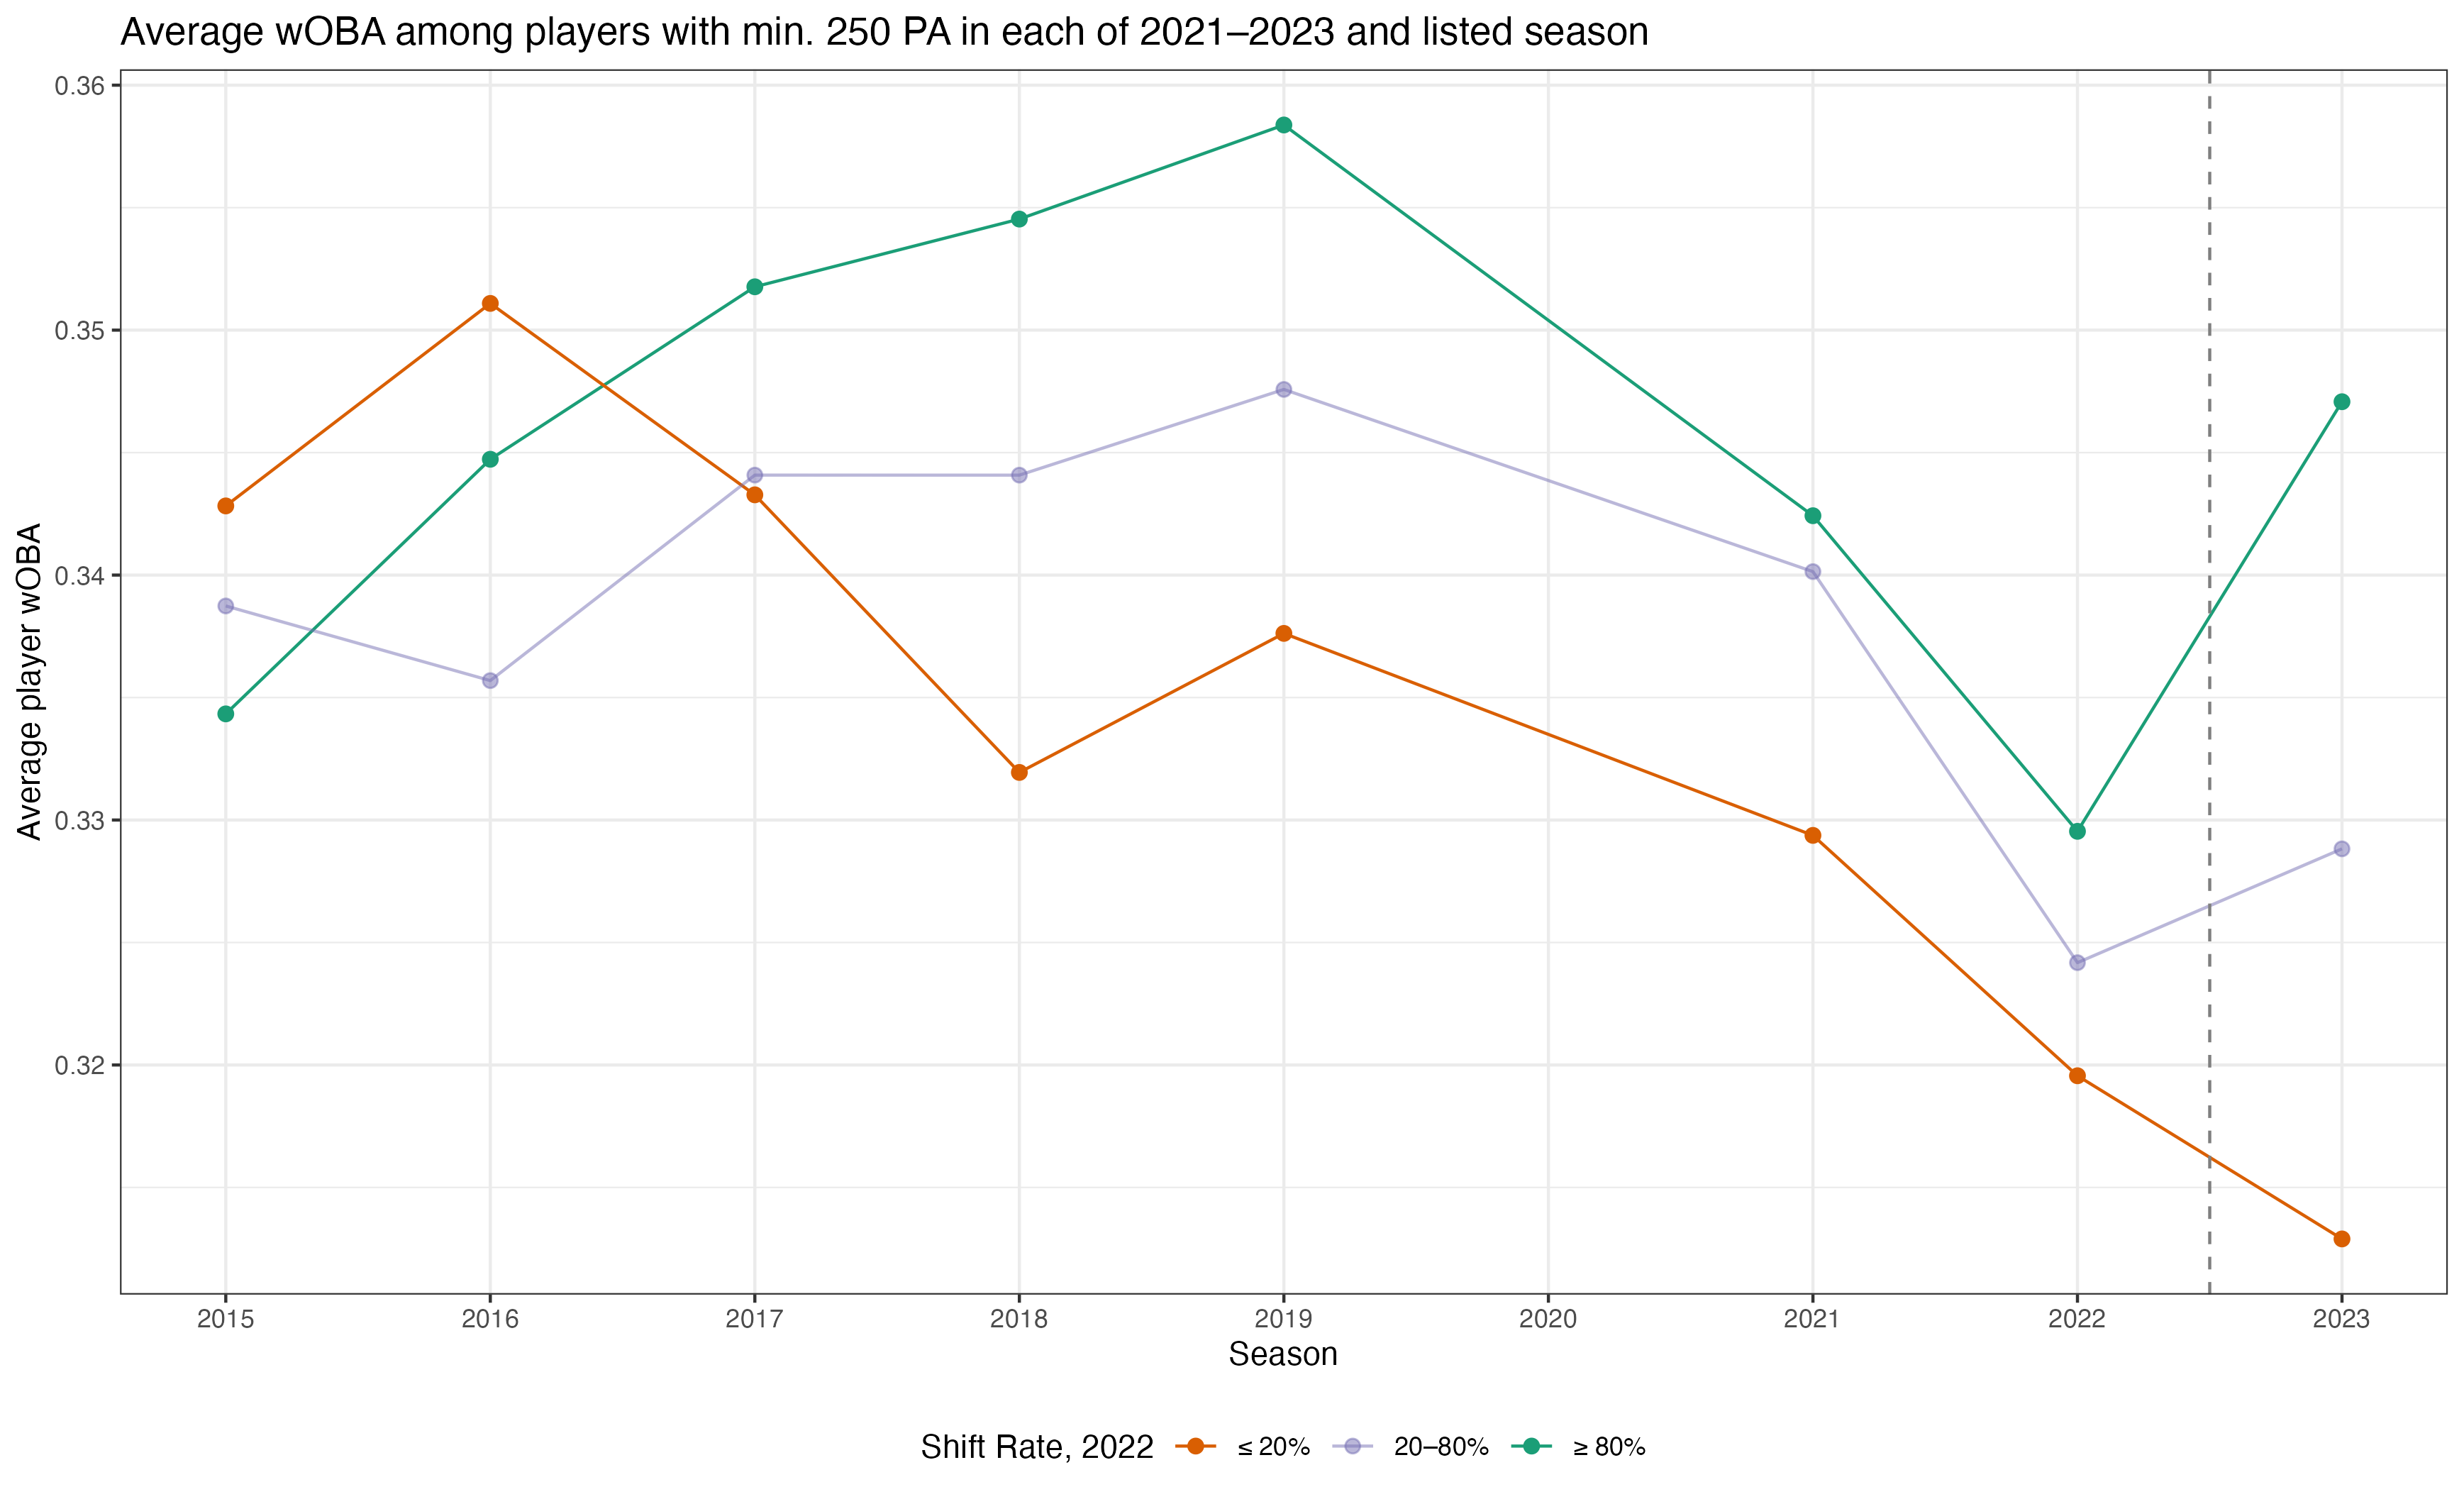 Average wOBA among players with min. 250 PA in each of 2021–2023 and listed season
Average player wOBA
0.36
0.35
0.34
0.33
0.32
2015 2016 2017 2018 2019 2020 2021 2022 2023
Season
Shift Rate, 2022 ≤ 20% 20–80% ≥ 80%